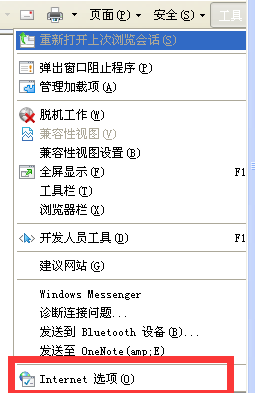 页面(P) 安全(S) 工具
重新打开上次浏览会话(S)
弹出窗口阻止程序(P)
管理加载项(A)
脱机工作(W)
兼容性视图(V)
兼容性视图设置(B)
全屏显示(F) F1
工具栏(T)
浏览器栏(X)
开发人员工具(D) F1
建议网站(G)
Windows Messenger
诊断连接问题...
发送到 Bluetooth 设备(B)...
发送至 OneNote(amp;E)
Internet 选项(O)